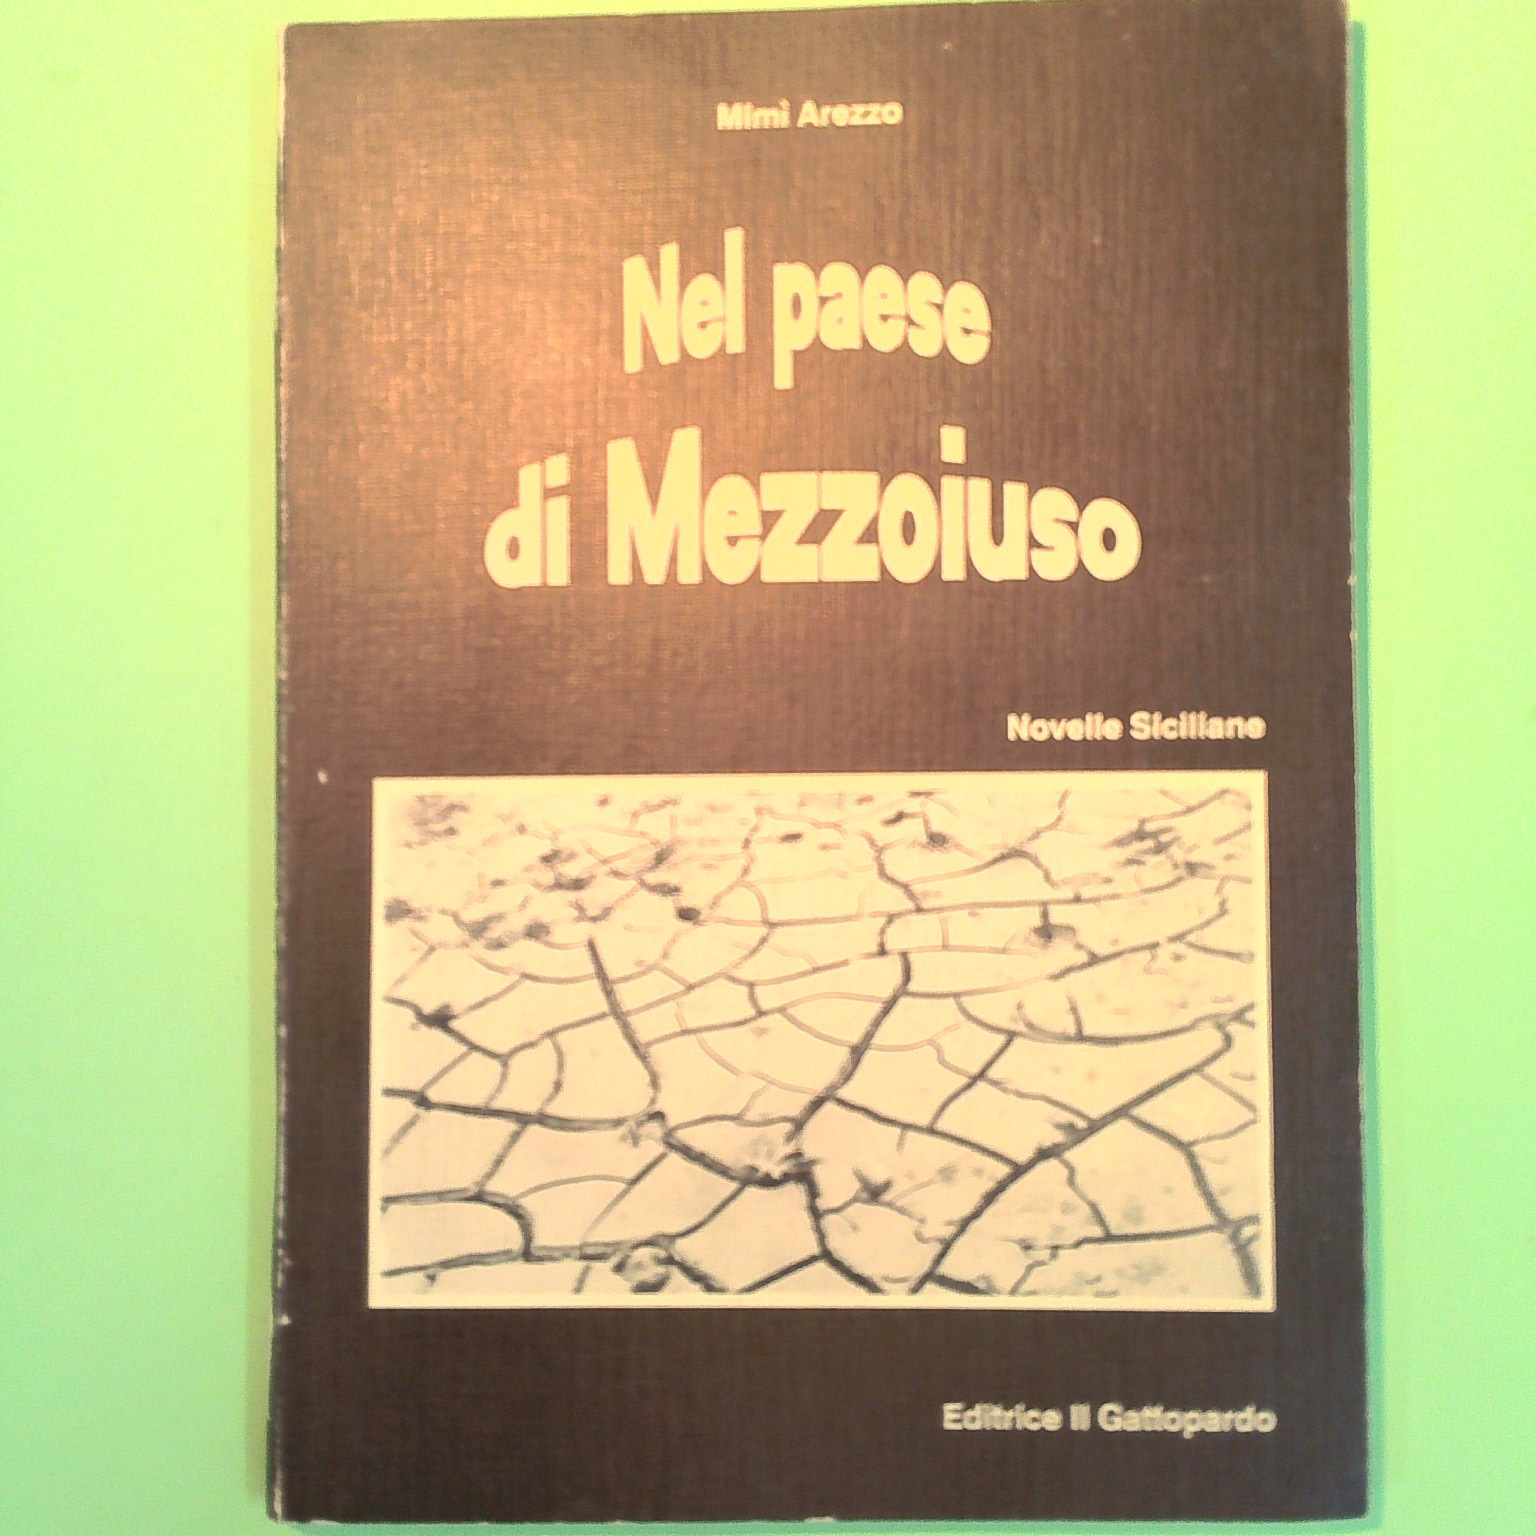 Mimì Arezzo
Nel paese
di Mezzoiuso
Novelle Siciliane
Editrice Il Gattopardo